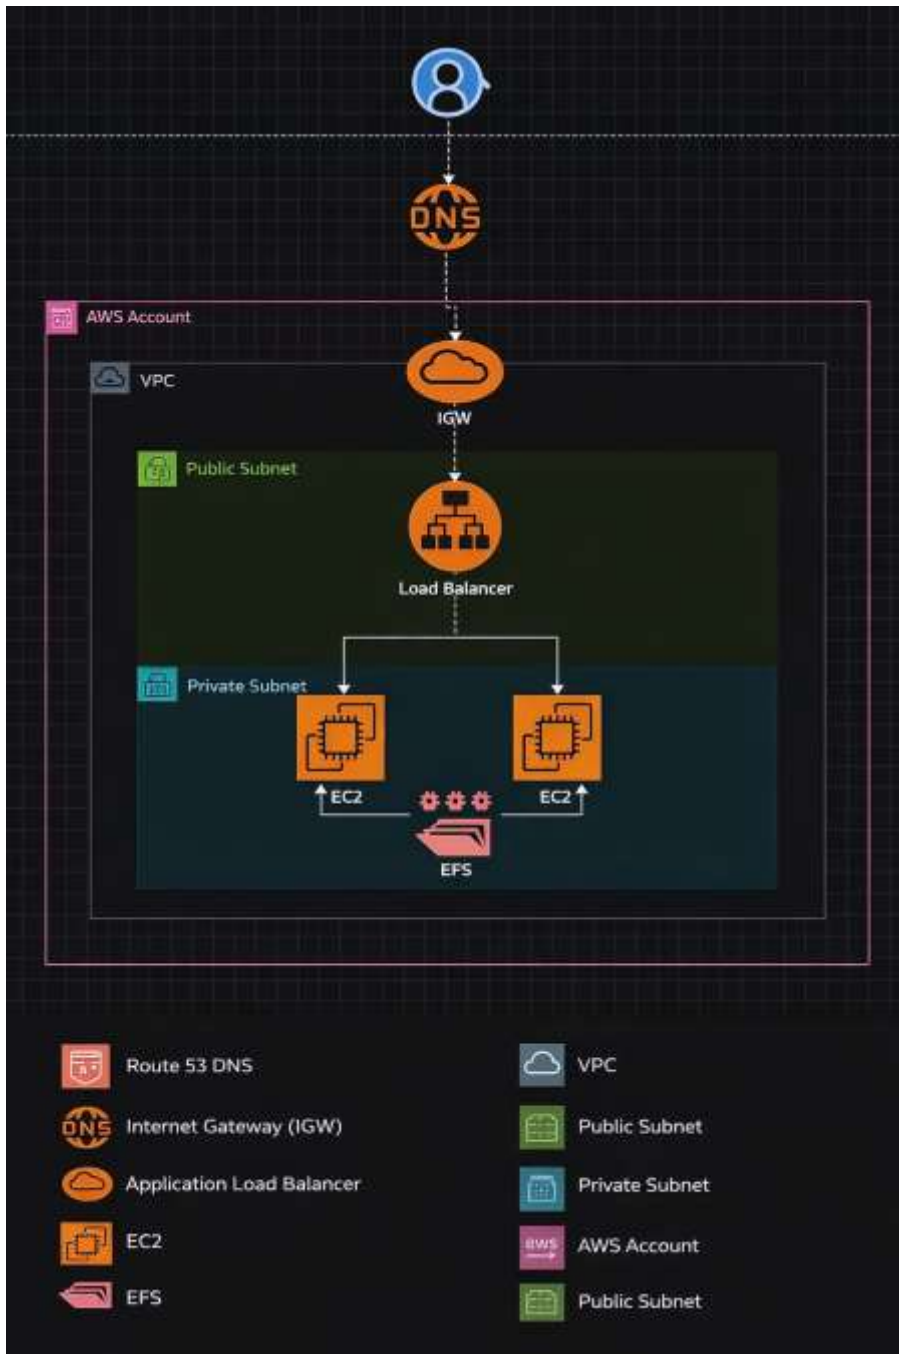 DNS
AWS Account
VPC
IGW
Public Subnet
Load Balancer
Private Subnet
EC2
EC2
EFS
Route 53 DNS
VPC
DNS
Internet Gateway (IGW)
Public Subnet
Application Load Balancer
Private Subnet
EC2
aws
AWS Account
EFS
Public Subnet